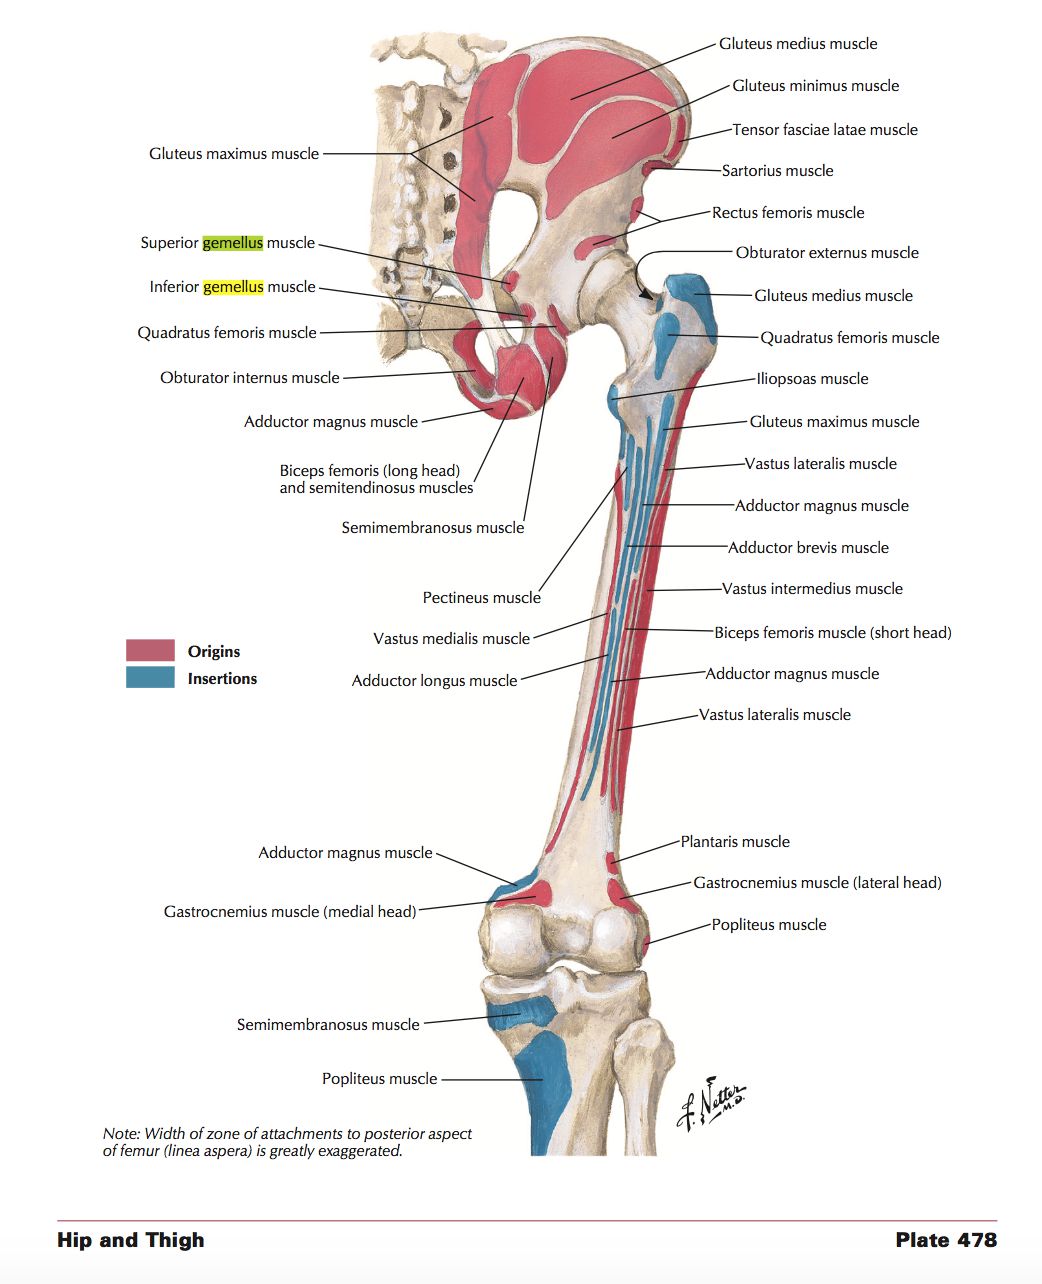 Gluteus medius muscle
Gluteus minimus muscle
Tensor fasciae latae muscle
Gluteus maximus muscle
Sartorius muscle
Rectus femoris muscle
Superior gemellus muscle
Obturator externus muscle
Inferior gemellus muscle
Gluteus medius muscle
Quadratus femoris muscle
Quadratus femoris muscle
Obturator internus muscle
Iliopsoas muscle
Adductor magnus muscle
Gluteus maximus muscle
Biceps femoris (long head)
and semitendinosus muscles
Vastus lateralis muscle
Adductor magnus muscle
Semimembranosus muscle
Adductor brevis muscle
Vastus intermedius muscle
Pectineus muscle
Biceps femoris muscle (short head)
Vastus medialis muscle
Origins
Insertions
Adductor longus muscle
Adductor magnus muscle
Vastus lateralis muscle
Plantaris muscle
Adductor magnus muscle
Gastrocnemius muscle (lateral head)
Gastrocnemius muscle (medial head)
Popliteus muscle
Semimembranosus muscle
Popliteus muscle
F. Netter
M.D.
Note: Width of zone of attachments to posterior aspect
of femur (linea aspera) is greatly exaggerated.
Hip and Thigh
Plate 478